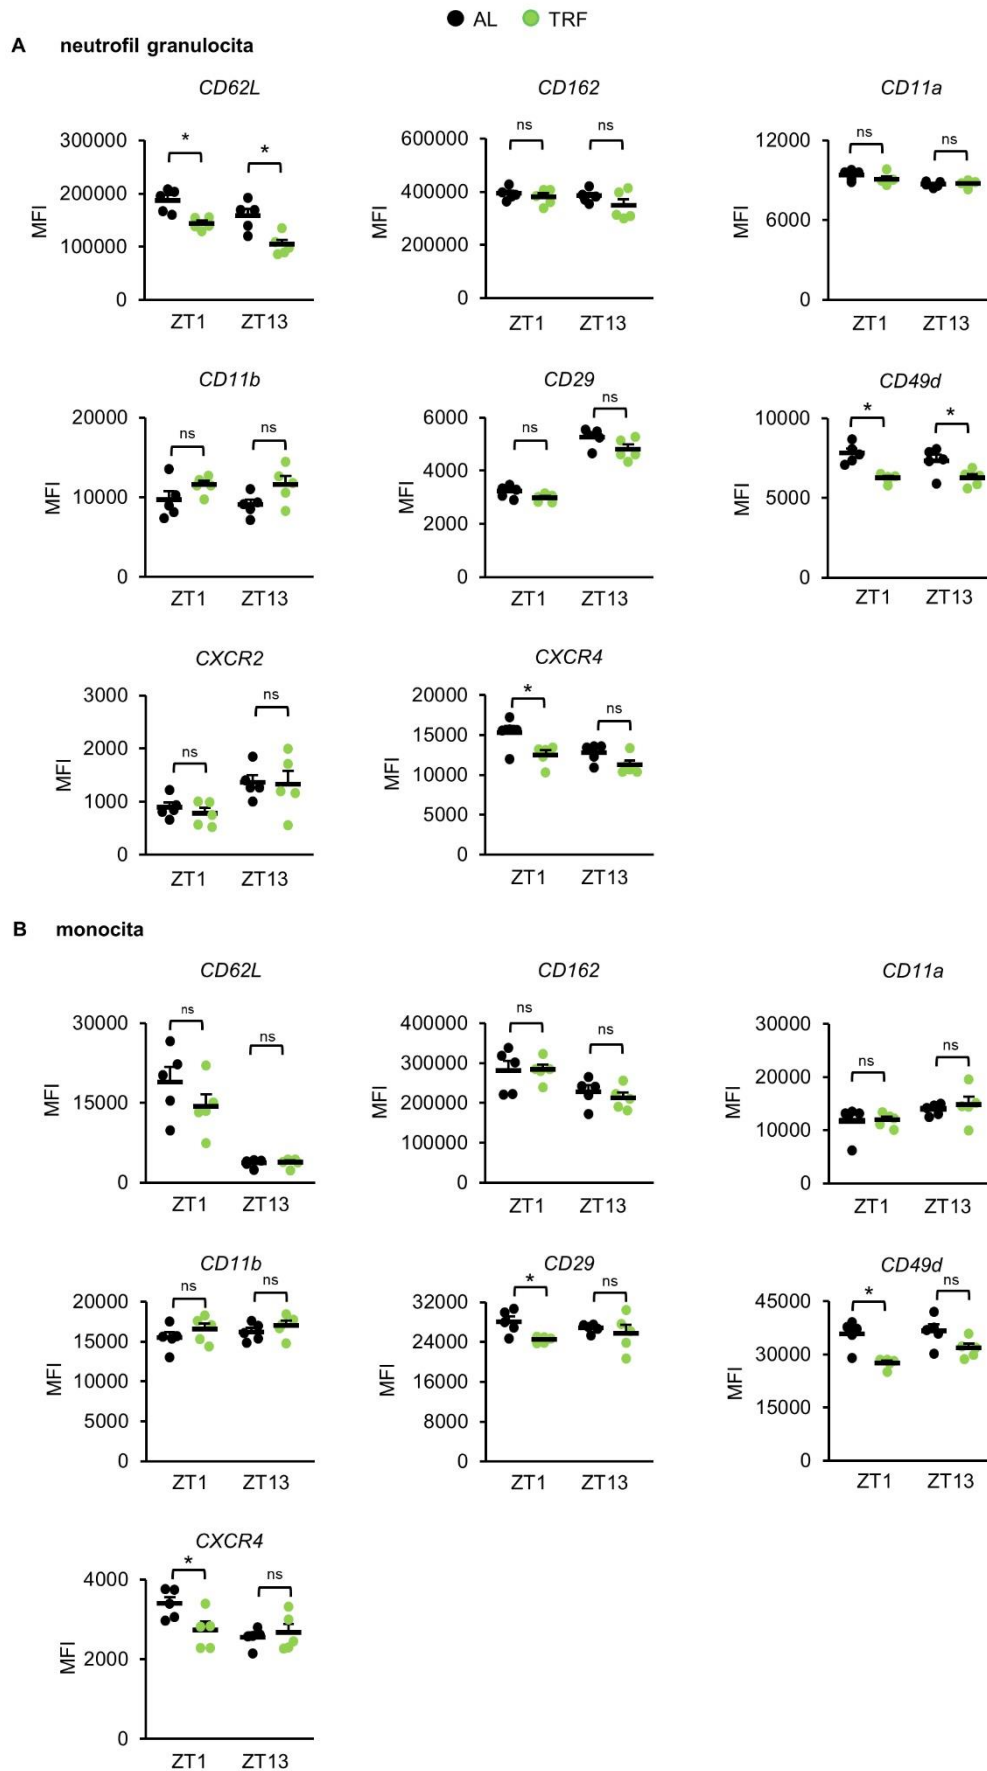 AL TRF
A neutrofil granulocita
CD62L CD162 CD11a
300000 200000 100000 0 MFI * * ZT1 ZT13
600000 400000 200000 0 MFI ns ns ZT1 ZT13
12000 6000 0 MFI ns ns ZT1 ZT13
CD11b CD29 CD49d
20000 10000 0 MFI ns ns ZT1 ZT13
6000 4000 2000 0 MFI ns ns ZT1 ZT13
10000 5000 0 MFI * * ZT1 ZT13
CXCR2 CXCR4
3000 2000 1000 0 MFI ns ns ZT1 ZT13
20000 15000 10000 5000 0 MFI * ns ZT1 ZT13
B monocita
CD62L CD162 CD11a
30000 15000 0 MFI ns ns ZT1 ZT13
400000 300000 200000 100000 0 MFI ns ns ZT1 ZT13
30000 20000 10000 0 MFI ns ns ZT1 ZT13
CD11b CD29 CD49d
20000 15000 10000 5000 0 MFI ns ns ZT1 ZT13
32000 24000 16000 8000 0 MFI * ns ZT1 ZT13
45000 30000 15000 0 MFI * ns ZT1 ZT13
CXCR4
4000 2000 0 MFI * ns ZT1 ZT13